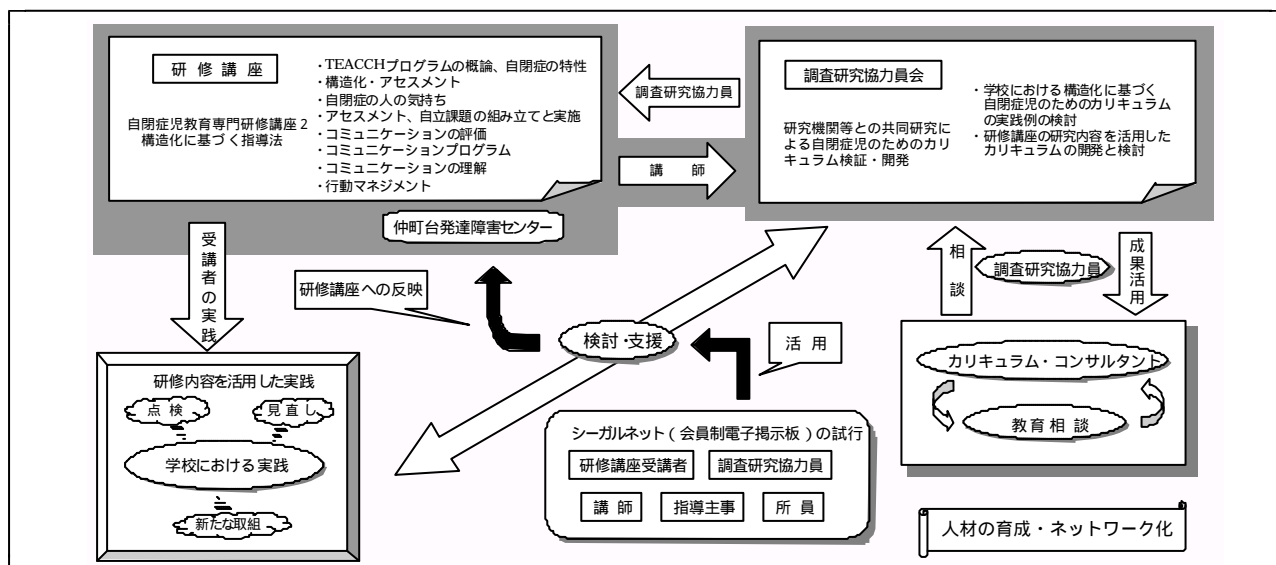 研修講座
自閉症児教育専門研修講座2
構造化に基づく指導法
・TEACCHプログラムの概論、自閉症の特性
・構造化・アセスメント
・自閉症の人の気持ち
・アセスメント、自立課題の組み立てと実施
・コミュニケーションの評価
・コミュニケーションプログラム
・コミュニケーションの理解
・行動マネジメント
仲町台発達障害センター
調査研究協力員
講師
調査研究協力員会
研究機関等との共同研究に
よる自閉症児のためのカリ
キュラム検証・開発
・学校における構造化に基づく
自閉症児のためのカリキュラム
の実践例の検討
・研修講座の研究内容を活用した
カリキュラムの開発と検討
受講者の実践
研修講座への反映
検討・支援
活用
相談
調査研究協力員
成果活用
研修内容を活用した実践
点検
見直し
学校における実践
新たな取組
シーガルネット(会員制電子掲示板)の試行
研修講座受講者
調査研究協力員
講師
指導主事
所員
カリキュラム・コンサルタント
教育相談
人材の育成・ネットワーク化